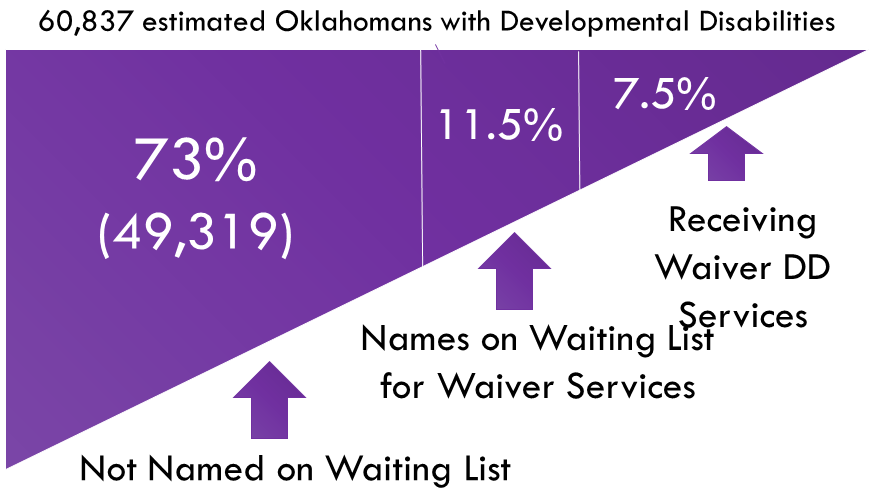 60,837 estimated Oklahomans with Developmental Disabilities
73%
(49,319)
11.5%
7.5%
Receiving
Waiver DD
Services
Names on Waiting List
for Waiver Services
Not Named on Waiting List